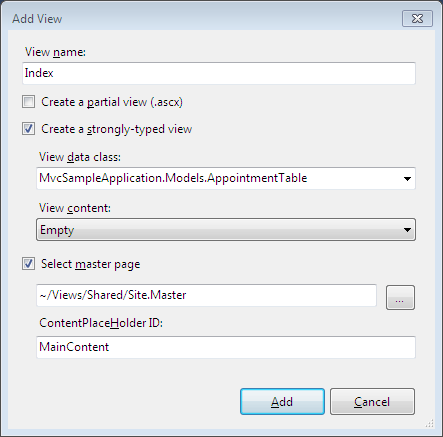 Add View
View name:
Index
Create a partial view (.ascx)
Create a strongly-typed view
View data class:
MvcSampleApplication.Models.AppointmentTable
View content:
Empty
Select master page
~/Views/Shared/Site.Master
...
ContentPlaceHolder ID:
MainContent
Add Cancel